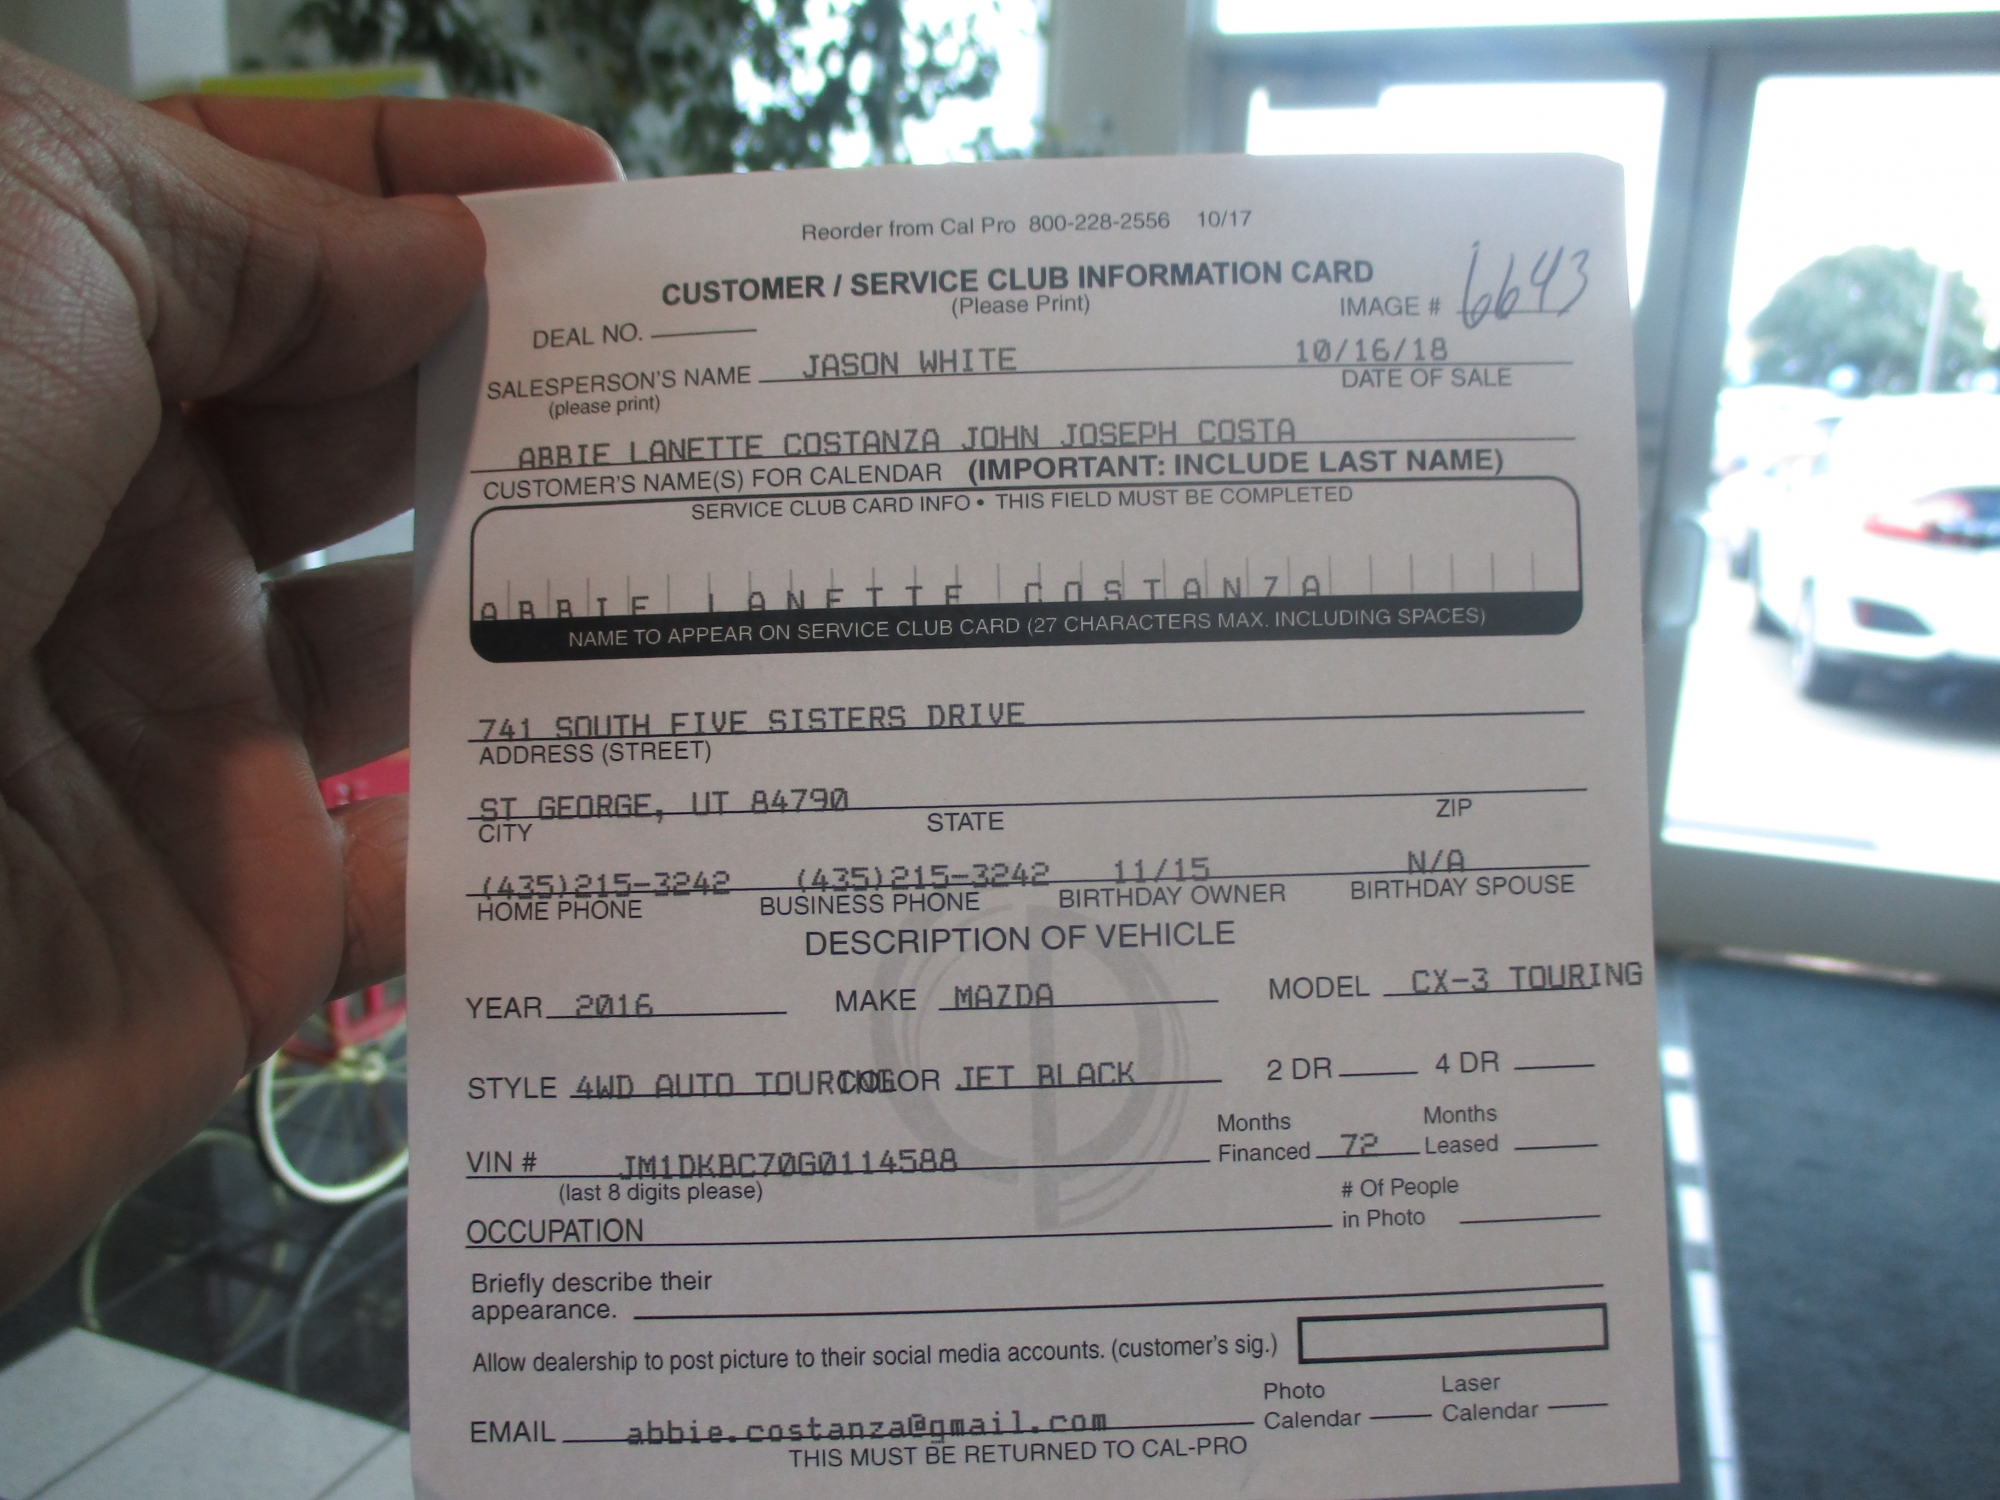 Reorder from Cal Pro 800-228-2556 10/17
CUSTOMER / SERVICE CLUB INFORMATION CARD
(Please Print)
IMAGE # 6643
DEAL NO.
SALESPERSON'S NAME JASON WHITE 10/16/18
(please print) DATE OF SALE
ABBIE LANETTE COSTANZA JOHN JOSEPH COSTA
CUSTOMER'S NAME(S) FOR CALENDAR (IMPORTANT: INCLUDE LAST NAME)
SERVICE CLUB CARD INFO • THIS FIELD MUST BE COMPLETED
ABBIE LANETTE COSTANZA
NAME TO APPEAR ON SERVICE CLUB CARD (27 CHARACTERS MAX. INCLUDING SPACES)
741 SOUTH FIVE SISTERS DRIVE
ADDRESS (STREET)
ST GEORGE, UT 84790
CITY STATE ZIP
(435)215-3242 (435)215-3242 11/15 N/A
HOME PHONE BUSINESS PHONE BIRTHDAY OWNER BIRTHDAY SPOUSE
DESCRIPTION OF VEHICLE
YEAR 2016 MAKE MAZDA MODEL CX-3 TOURING
STYLE 4WD AUTO TOURING COLOR JET BLACK 2 DR 4 DR
VIN # JM1DKBC70G0114588 Months Financed 72 Months Leased
(last 8 digits please)
OCCUPATION # Of People in Photo
Briefly describe their
appearance.
Allow dealership to post picture to their social media accounts. (customer's sig.)
EMAIL abbie.costanza@gmail.com Photo Calendar Laser Calendar
THIS MUST BE RETURNED TO CAL-PRO